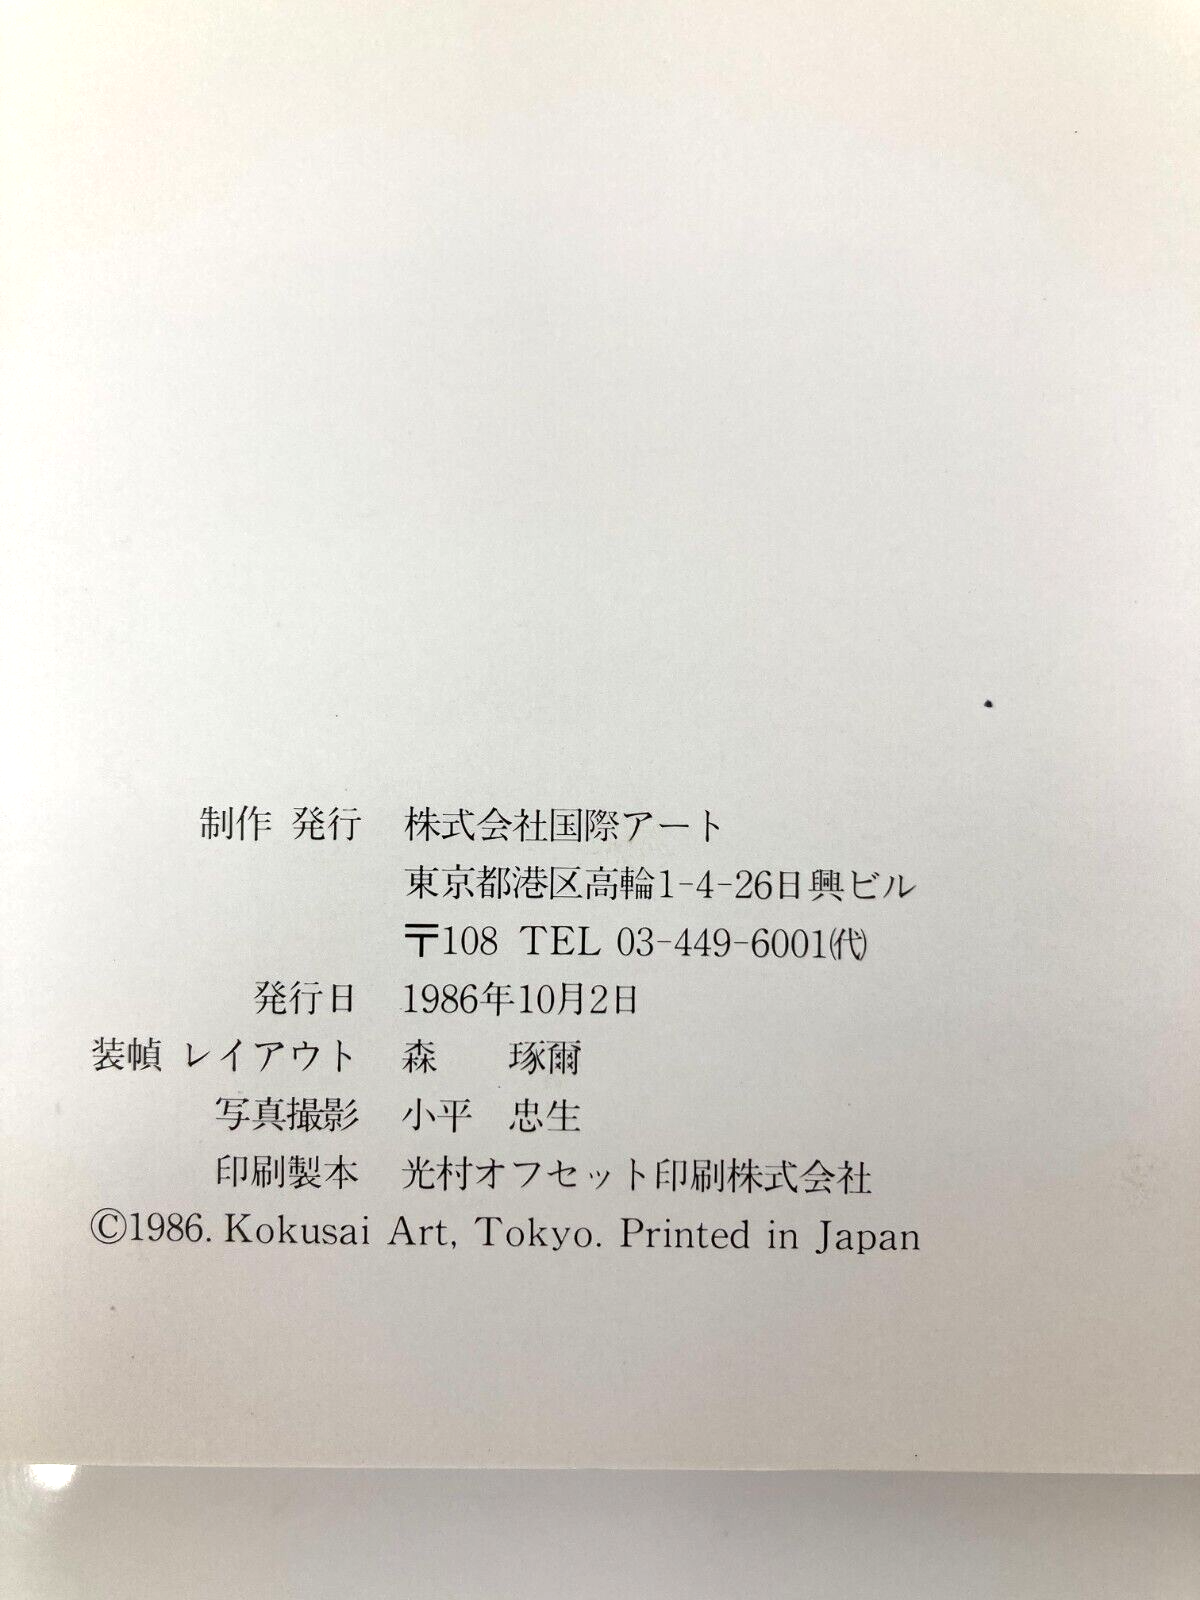 制作 発行 株式会社国際アート
東京都港区高輪1-4-26日興ビル
〒108 TEL 03-449-6001㈹
発行日 1986年10月2日
装幀 レイアウト 森 琢爾
写真撮影 小平 忠生
印刷製本 光村オフセット印刷株式会社
©1986. Kokusai Art, Tokyo. Printed in Japan